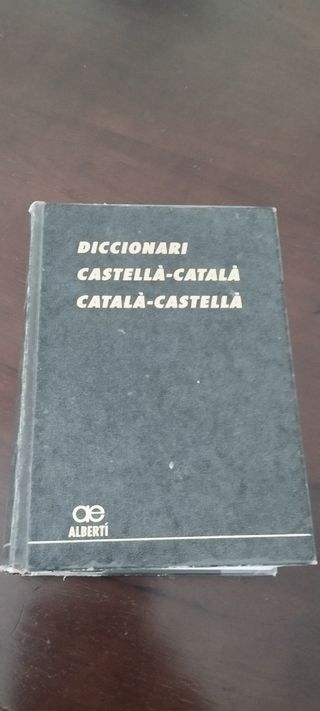 DICCIONARI
CASTELLÀ-CATALÀ
CATALÀ-CASTELLÀ
ae
ALBERTÍ